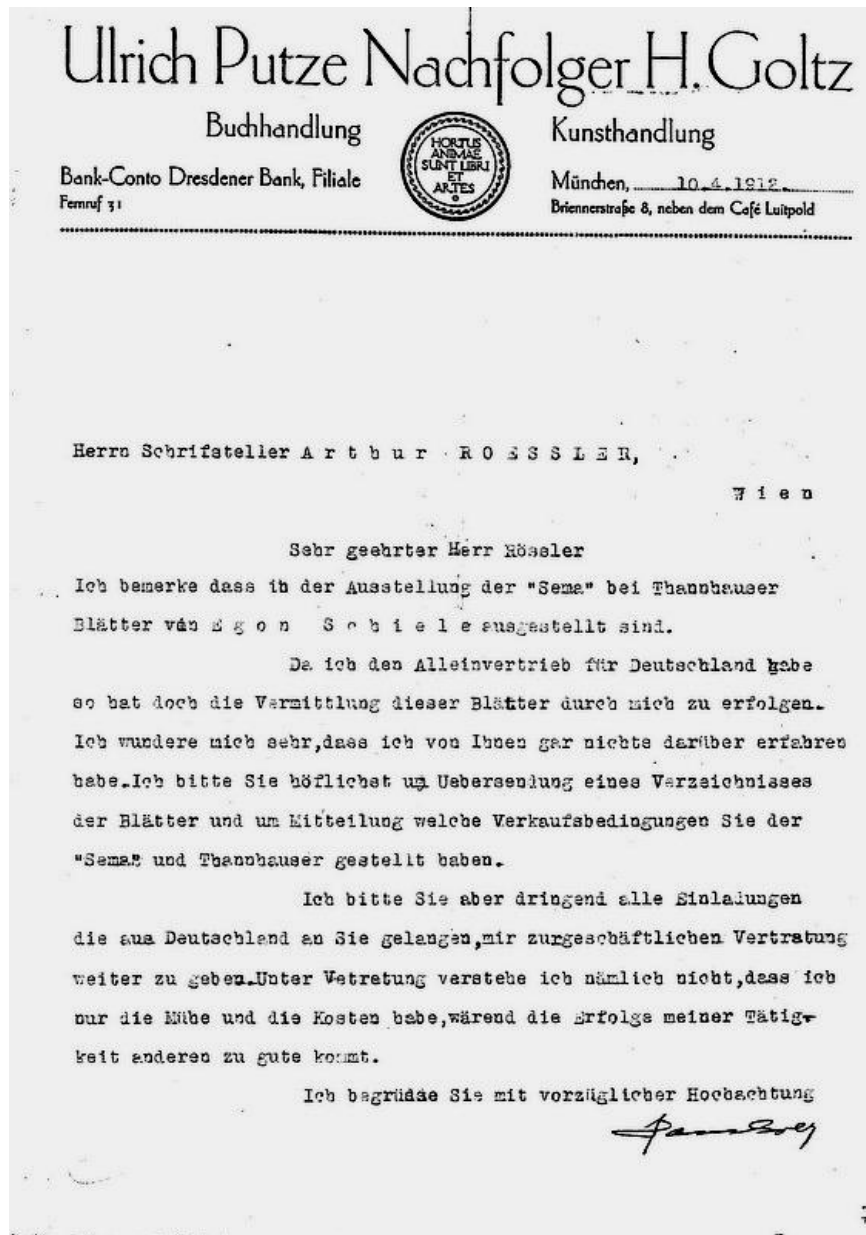 Ulrich Putze Nachfolger H. Goltz
Buchhandlung
Kunsthandlung
HORTUS
ANIMAE
SUNT LIBRI
ET
ARTES
Bank-Conto Dresdener Bank, Filiale
Fernruf 31
München, 10.4.1912.
Briennerstraße 8, neben dem Café Luitpold
Herrn Schrifsteller Arthur ROESSLER,
Wien
Sehr geehrter Herr Rössler
Ich bemerke dass in der Ausstellung der "Sema" bei Thannhauser
Blätter von Egon Schiele ausgestellt sind.
Da ich den Alleinvertrieb für Deutschland habe
so hat doch die Vermittlung dieser Blätter durch mich zu erfolgen.
Ich wundere mich sehr,dass ich von Ihnen gar nichts darüber erfahren
habe.Ich bitte Sie höflichst um Uebersendung eines Verzeichnisses
der Blätter und um Mitteilung welche Verkaufsbedingungen Sie der
"Sema" und Thannhauser gestellt haben.
Ich bitte Sie aber dringend alle Einladungen
die aus Deutschland an Sie gelangen,mir zurgeschäftlichen Vertretung
weiter zu geben.Unter Vetretung verstehe ich nämlich nicht,dass ich
nur die Mühe und die Kosten habe,wärend die Erfolge meiner Tätig-
keit anderen zu gute kommt.
Ich begrüsse Sie mit vorzüglicher Hochachtung